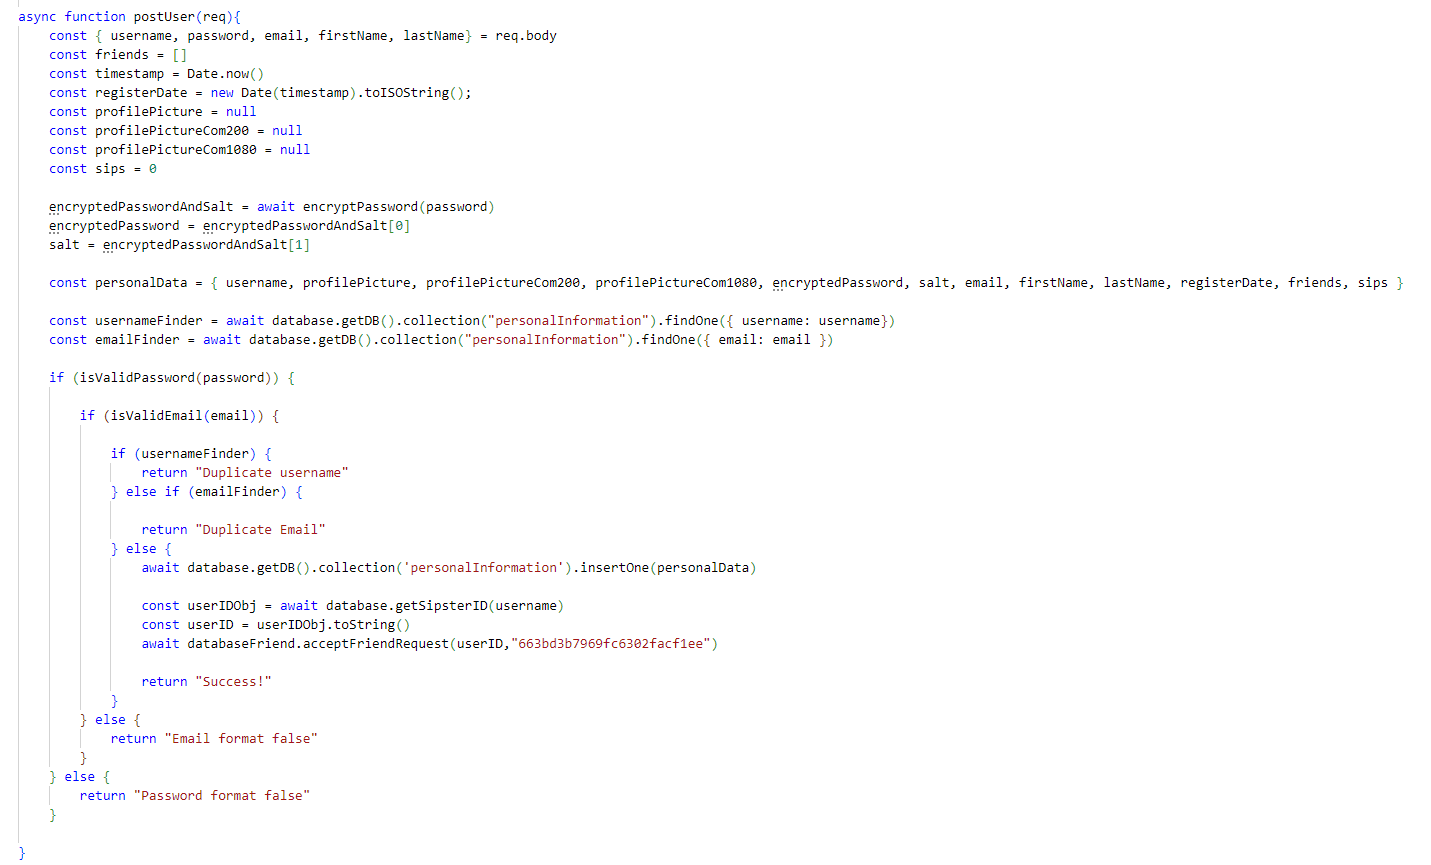 async function postUser(req){
const { username, password, email, firstName, lastName} = req.body
const friends = []
const timestamp = Date.now()
const registerDate = new Date(timestamp).toISOString();
const profilePicture = null
const profilePictureCom200 = null
const profilePictureCom1080 = null
const sips = 0
encryptedPasswordAndSalt = await encryptPassword(password)
encryptedPassword = encryptedPasswordAndSalt[0]
salt = encryptedPasswordAndSalt[1]
const personalData = { username, profilePicture, profilePictureCom200, profilePictureCom1080, encryptedPassword, salt, email, firstName, lastName, registerDate, friends, sips }
const usernameFinder = await database.getDB().collection("personalInformation").findOne({ username: username})
const emailFinder = await database.getDB().collection("personalInformation").findOne({ email: email })
if (isValidPassword(password)) {
if (isValidEmail(email)) {
if (usernameFinder) {
return "Duplicate username"
} else if (emailFinder) {
return "Duplicate Email"
} else {
await database.getDB().collection('personalInformation').insertOne(personalData)
const userIDObj = await database.getSipsterID(username)
const userID = userIDObj.toString()
await databaseFriend.acceptFriendRequest(userID,"663bd3b7969fc6302facf1ee")
return "Success!"
}
} else {
return "Email format false"
}
} else {
return "Password format false"
}
}